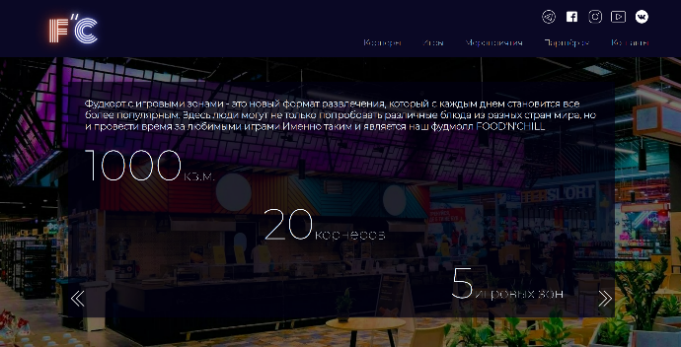 F"C
Корнеры Игры Мероприятия Партнёрам Контакты
Фудкорт с игровыми зонами - это новый формат развлечения, который с каждым днем становится все
более популярным. Здесь люди могут не только попробовать различные блюда из разных стран мира, но
и провести время за любимыми играми Именно таким и является наш фудмолл FOOD'N'CHILL
1000 кв.м.
20 корнеров
5 игровых зон